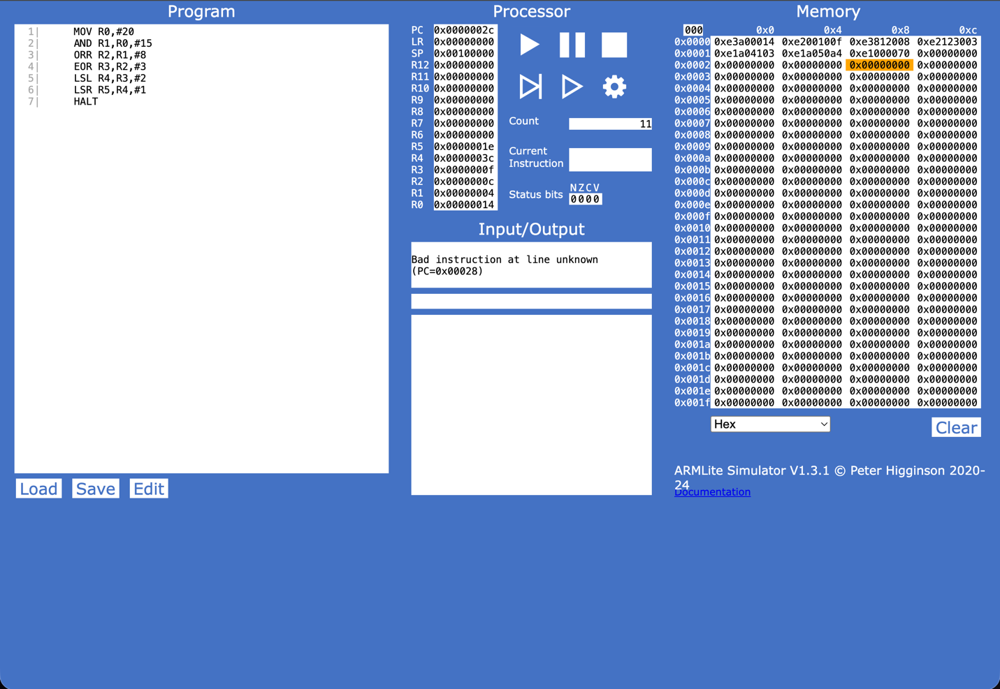 Program
1| MOV R0,#20
2| AND R1,R0,#15
3| ORR R2,R1,#8
4| EOR R3,R2,#3
5| LSL R4,R3,#2
6| LSR R5,R4,#1
7| HALT
Load Save Edit
Processor
PC 0x0000002c
LR 0x00000000
SP 0x00100000
R12 0x00000000
R11 0x00000000
R10 0x00000000
R9 0x00000000
R8 0x00000000
R7 0x00000000
R6 0x00000000
R5 0x0000001e
R4 0x0000003c
R3 0x0000000f
R2 0x0000000c
R1 0x00000004
R0 0x00000014
Count 11
Current
Instruction
NZCV
Status bits 0000
Input/Output
Bad instruction at line unknown
(PC=0x00028)
Memory
000 0x0 0x4 0x8 0xc
0x0000 0xe3a00014 0xe200100f 0xe3812008 0xe2123003
0x0001 0xe1a04103 0xe1a050a4 0xe1000070 0x00000000
0x0002 0x00000000 0x00000000 0x00000000 0x00000000
0x0003 0x00000000 0x00000000 0x00000000 0x00000000
0x0004 0x00000000 0x00000000 0x00000000 0x00000000
0x0005 0x00000000 0x00000000 0x00000000 0x00000000
0x0006 0x00000000 0x00000000 0x00000000 0x00000000
0x0007 0x00000000 0x00000000 0x00000000 0x00000000
0x0008 0x00000000 0x00000000 0x00000000 0x00000000
0x0009 0x00000000 0x00000000 0x00000000 0x00000000
0x000a 0x00000000 0x00000000 0x00000000 0x00000000
0x000b 0x00000000 0x00000000 0x00000000 0x00000000
0x000c 0x00000000 0x00000000 0x00000000 0x00000000
0x000d 0x00000000 0x00000000 0x00000000 0x00000000
0x000e 0x00000000 0x00000000 0x00000000 0x00000000
0x000f 0x00000000 0x00000000 0x00000000 0x00000000
0x0010 0x00000000 0x00000000 0x00000000 0x00000000
0x0011 0x00000000 0x00000000 0x00000000 0x00000000
0x0012 0x00000000 0x00000000 0x00000000 0x00000000
0x0013 0x00000000 0x00000000 0x00000000 0x00000000
0x0014 0x00000000 0x00000000 0x00000000 0x00000000
0x0015 0x00000000 0x00000000 0x00000000 0x00000000
0x0016 0x00000000 0x00000000 0x00000000 0x00000000
0x0017 0x00000000 0x00000000 0x00000000 0x00000000
0x0018 0x00000000 0x00000000 0x00000000 0x00000000
0x0019 0x00000000 0x00000000 0x00000000 0x00000000
0x001a 0x00000000 0x00000000 0x00000000 0x00000000
0x001b 0x00000000 0x00000000 0x00000000 0x00000000
0x001c 0x00000000 0x00000000 0x00000000 0x00000000
0x001d 0x00000000 0x00000000 0x00000000 0x00000000
0x001e 0x00000000 0x00000000 0x00000000 0x00000000
0x001f 0x00000000 0x00000000 0x00000000 0x00000000
Hex Clear
ARMLite Simulator V1.3.1 © Peter Higginson 2020-
24
Documentation